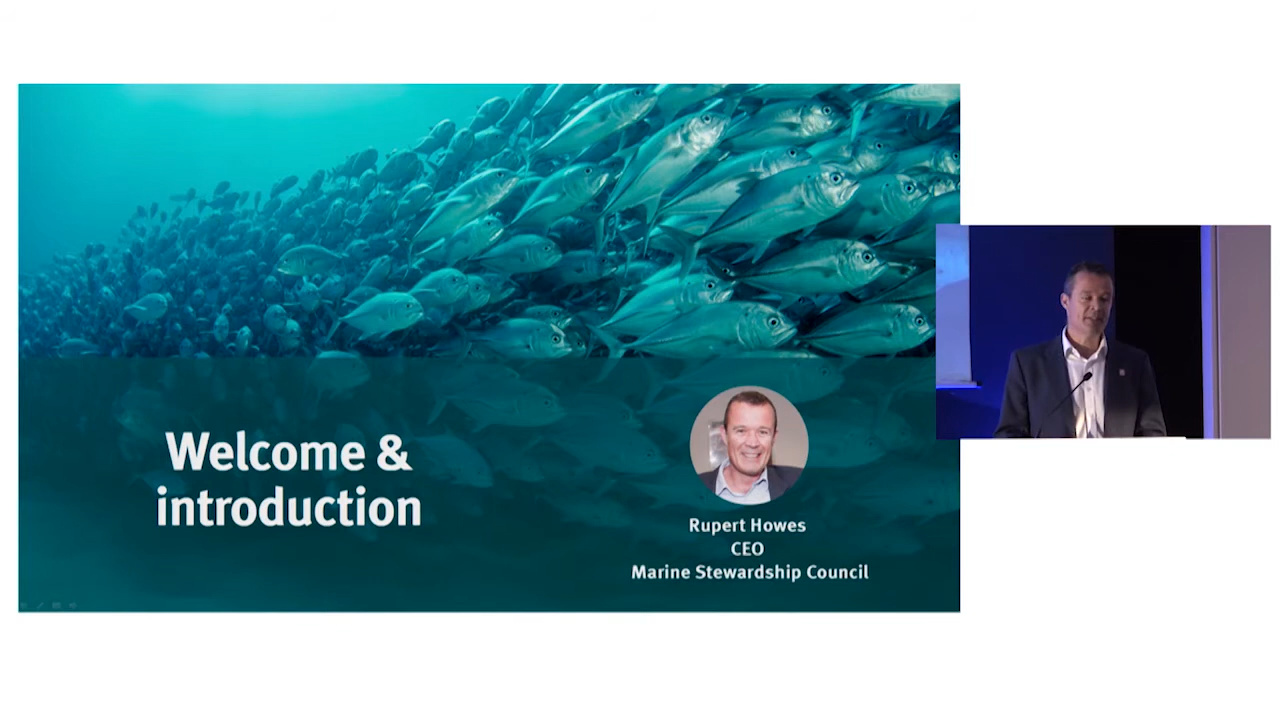 Welcome &
introduction
Rupert Howes
CEO
Marine Stewardship Council